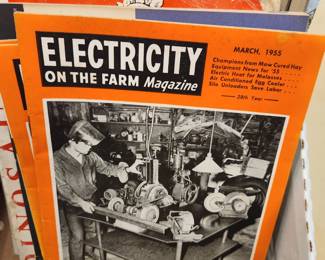 ELECTRICITY
ON THE FARM Magazine
MARCH, 1955
Champions from Mow Cured Hay
Equipment News for '55
Electric Heat for Molasses
Air Conditioned Egg Cooler
Silo Unloaders Save Labor
28th Year